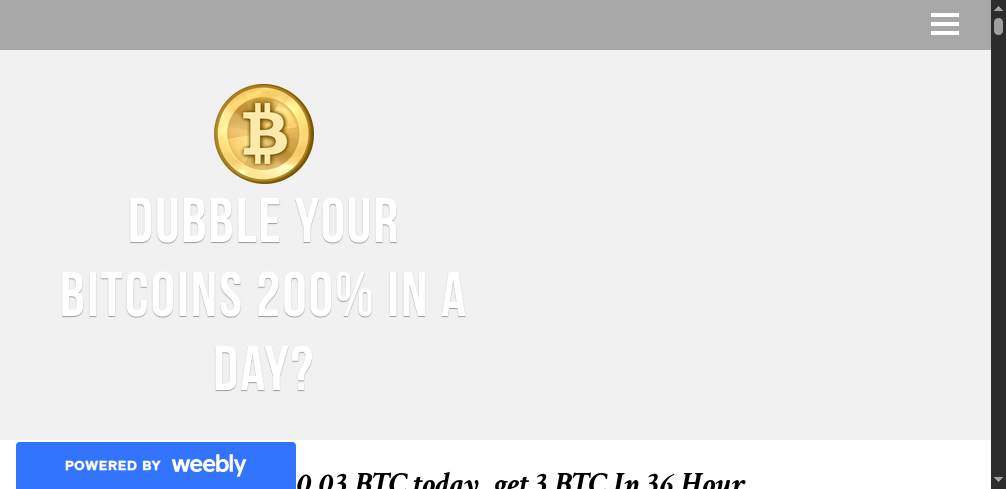 DUBBLE YOUR
BITCOINS 200% IN A
DAY?
POWERED BY weebly
0.03 BTC today, get 3 BTC In 36 Hour